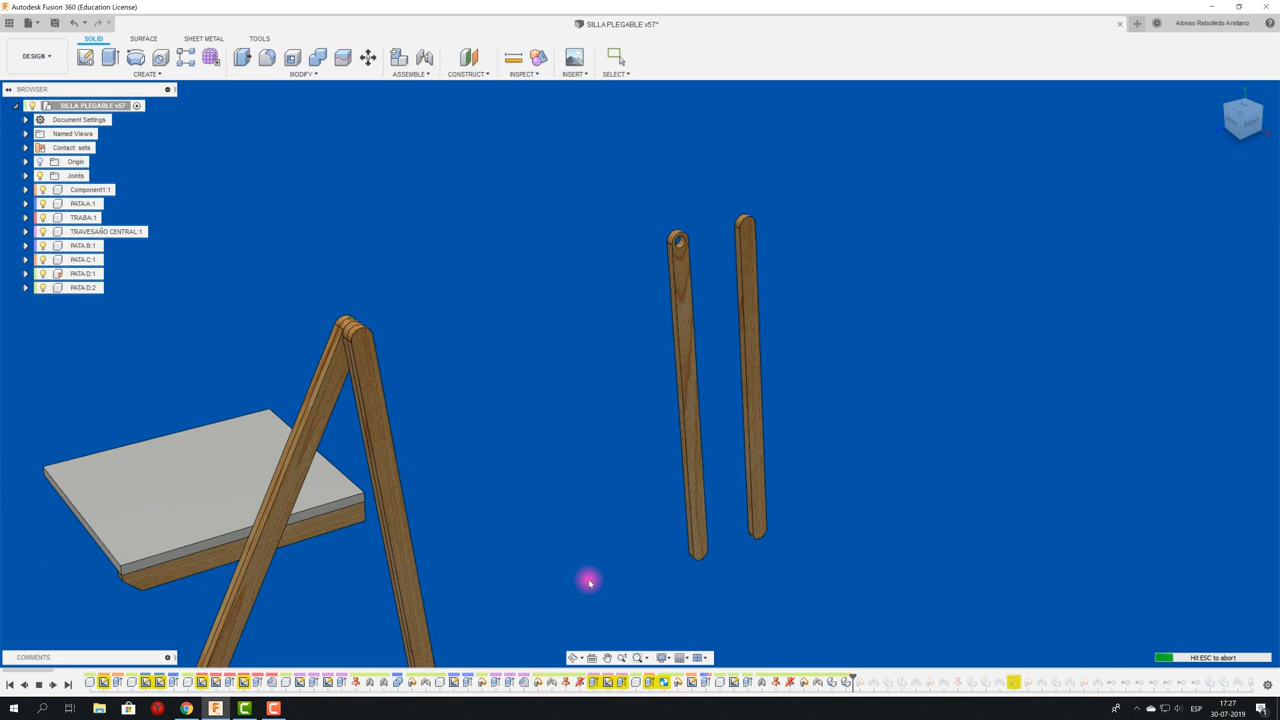 Autodesk Fusion 360 (Education License)
SILLA PLEGABLE v57*
Alonso Rebolledo Arellano
SOLID SURFACE SHEET METAL TOOLS
DESIGN
CREATE MODIFY ASSEMBLE CONSTRUCT INSPECT INSERT SELECT
BROWSER
SILLA PLEGABLE v57
Document Settings
Named Views
Contact: sets
Origin
Joints
Component1:1
PATA A:1
TRABA:1
TRAVESAÑO CENTRAL:1
PATA B:1
PATA C:1
PATA D:1
PATA D:2
COMMENTS
Hit ESC to abort
ESP
17:27
30-07-2019